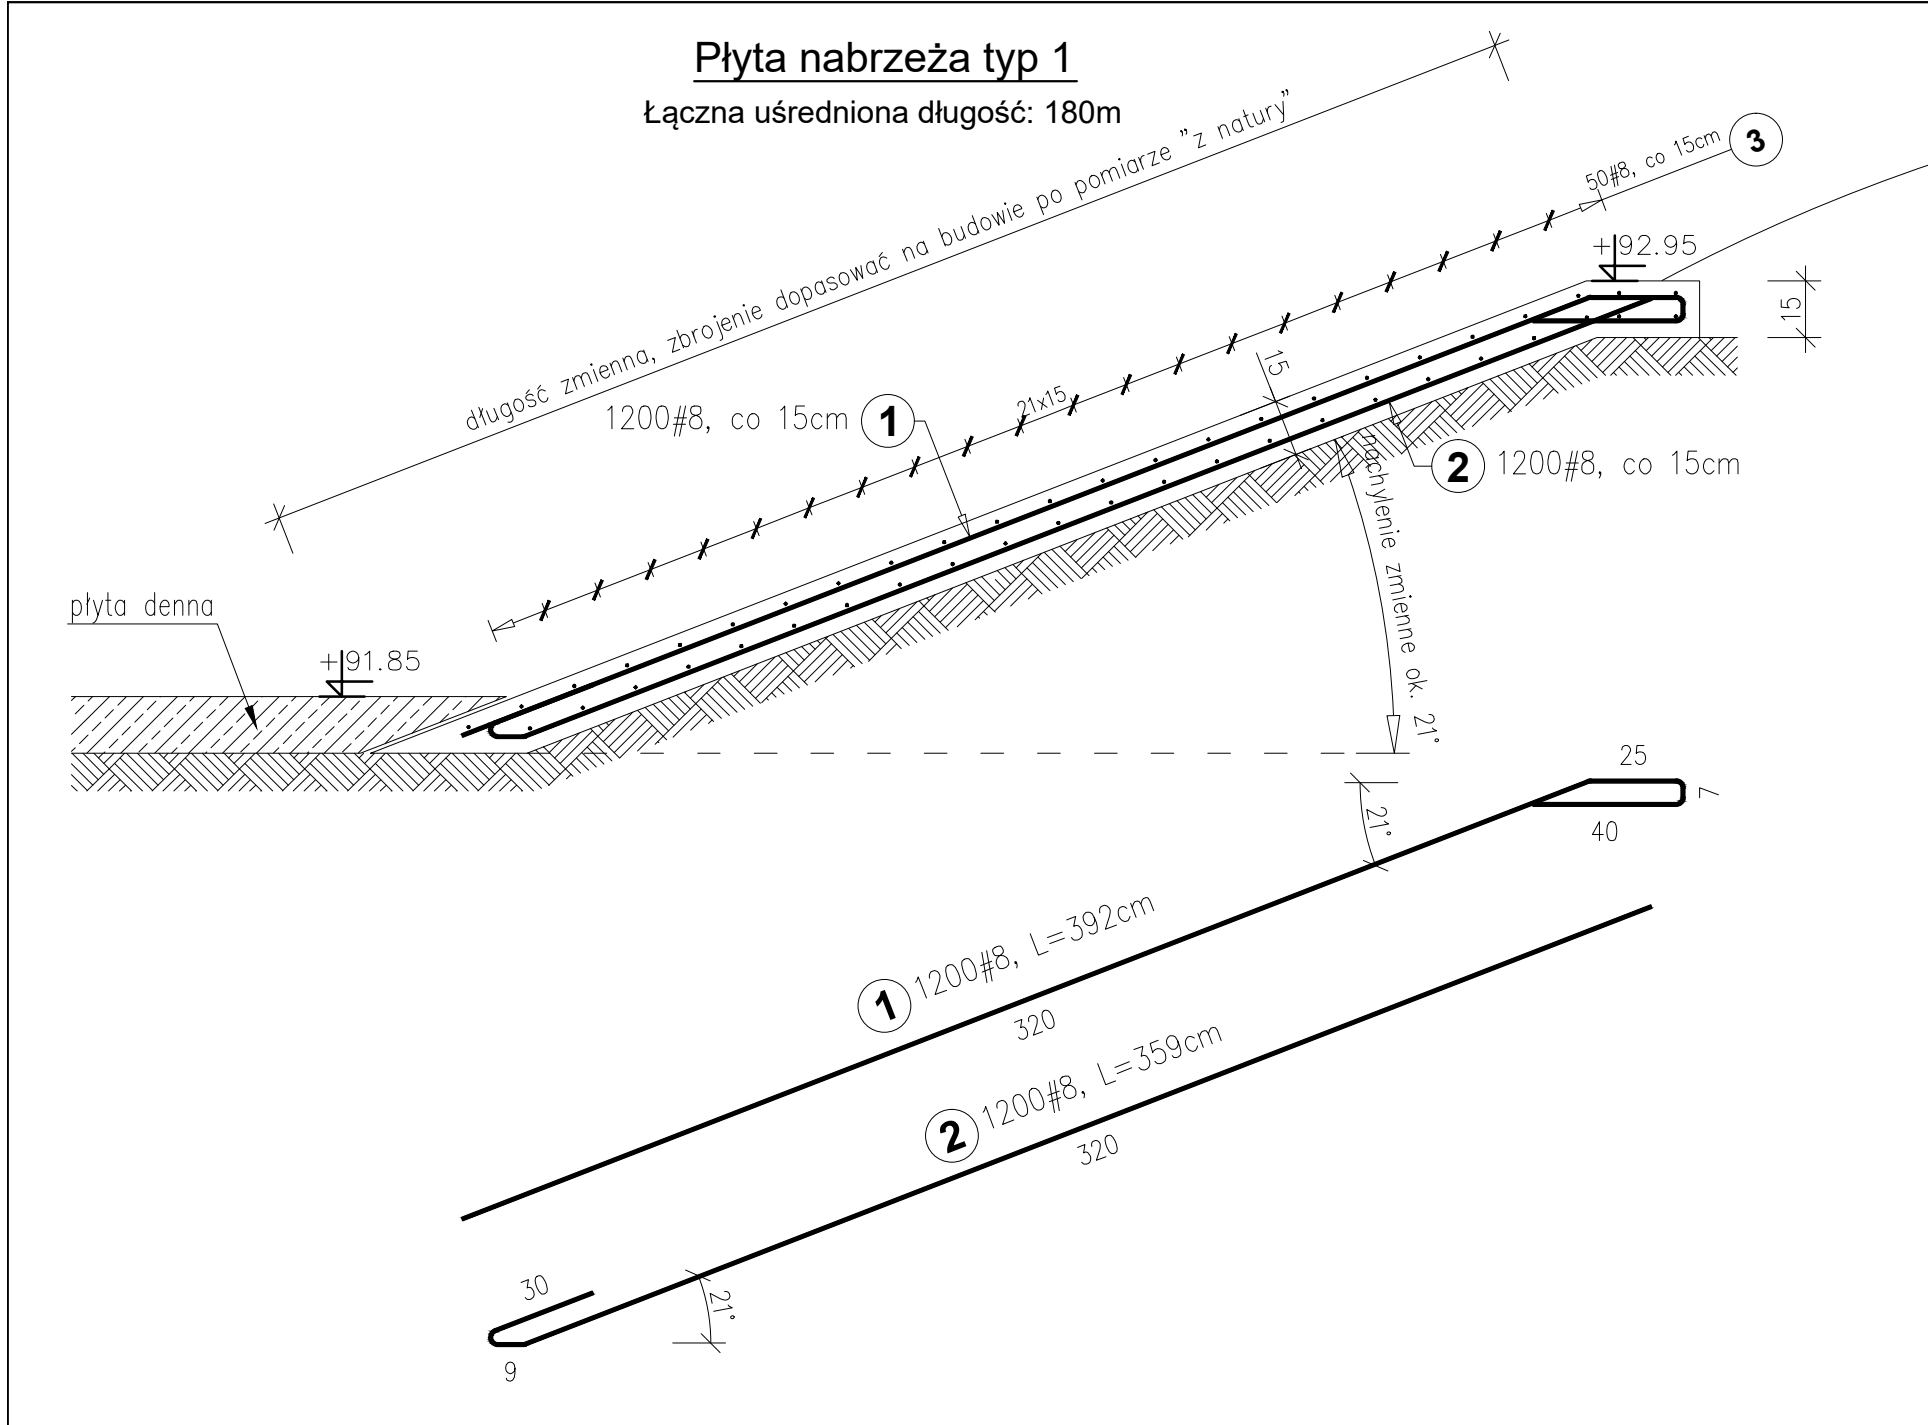 Płyta nabrzeża typ 1
Łączna uśredniona długość: 180m
długość zmienna, zbrojenie dopasować na budowie po pomiarze "z natury"
50#8, co 15cm 3
+92.95
15
15
21x15
1200#8, co 15cm 1
2 1200#8, co 15cm
nachylenie zmienne ok. 21°
płyta denna
+91.85
25
7
40
21°
1 1200#8, L=392cm
320
2 1200#8, L=359cm
320
30
21°
9